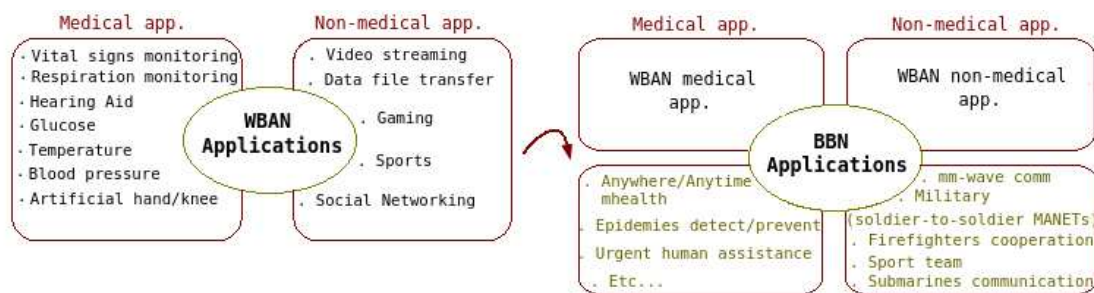 Medical app.
· Vital signs monitoring
· Respiration monitoring
· Hearing Aid
· Glucose
· Temperature
· Blood pressure
· Artificial hand/knee
WBAN
Applications
Non-medical app.
. Video streaming
. Data file transfer
. Gaming
. Sports
. Social Networking
Medical app.
WBAN medical
app.
Non-medical app.
WBAN non-medical
app.
BBN
Applications
. Anywhere/Anytime
mhealth
. Epidemies detect/prevent
. Urgent human assistance
. Etc...
. mm-wave comm
. Military
(soldier-to-soldier MANETs)
. Firefighters cooperation
. Sport team
. Submarines communication